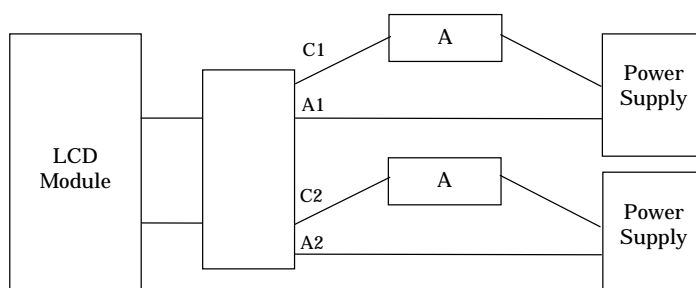 C1
A
Power
Supply
A1
LCD
Module
C2
A
Power
Supply
A2